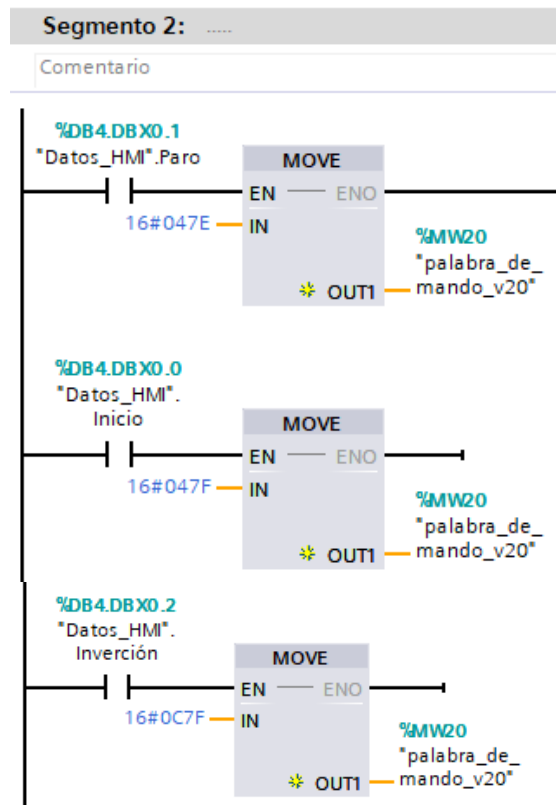 Segmento 2: .....
Comentario
%DB4.DBX0.1
"Datos_HMI".Paro
MOVE
EN ENO
16#047E IN
%MW20
"palabra_de_
OUT1 mando_v20"
%DB4.DBX0.0
"Datos_HMI".
Inicio
MOVE
EN ENO
16#047F IN
%MW20
"palabra_de_
OUT1 mando_v20"
%DB4.DBX0.2
"Datos_HMI".
Inverción
MOVE
EN ENO
16#0C7F IN
%MW20
"palabra_de_
OUT1 mando_v20"